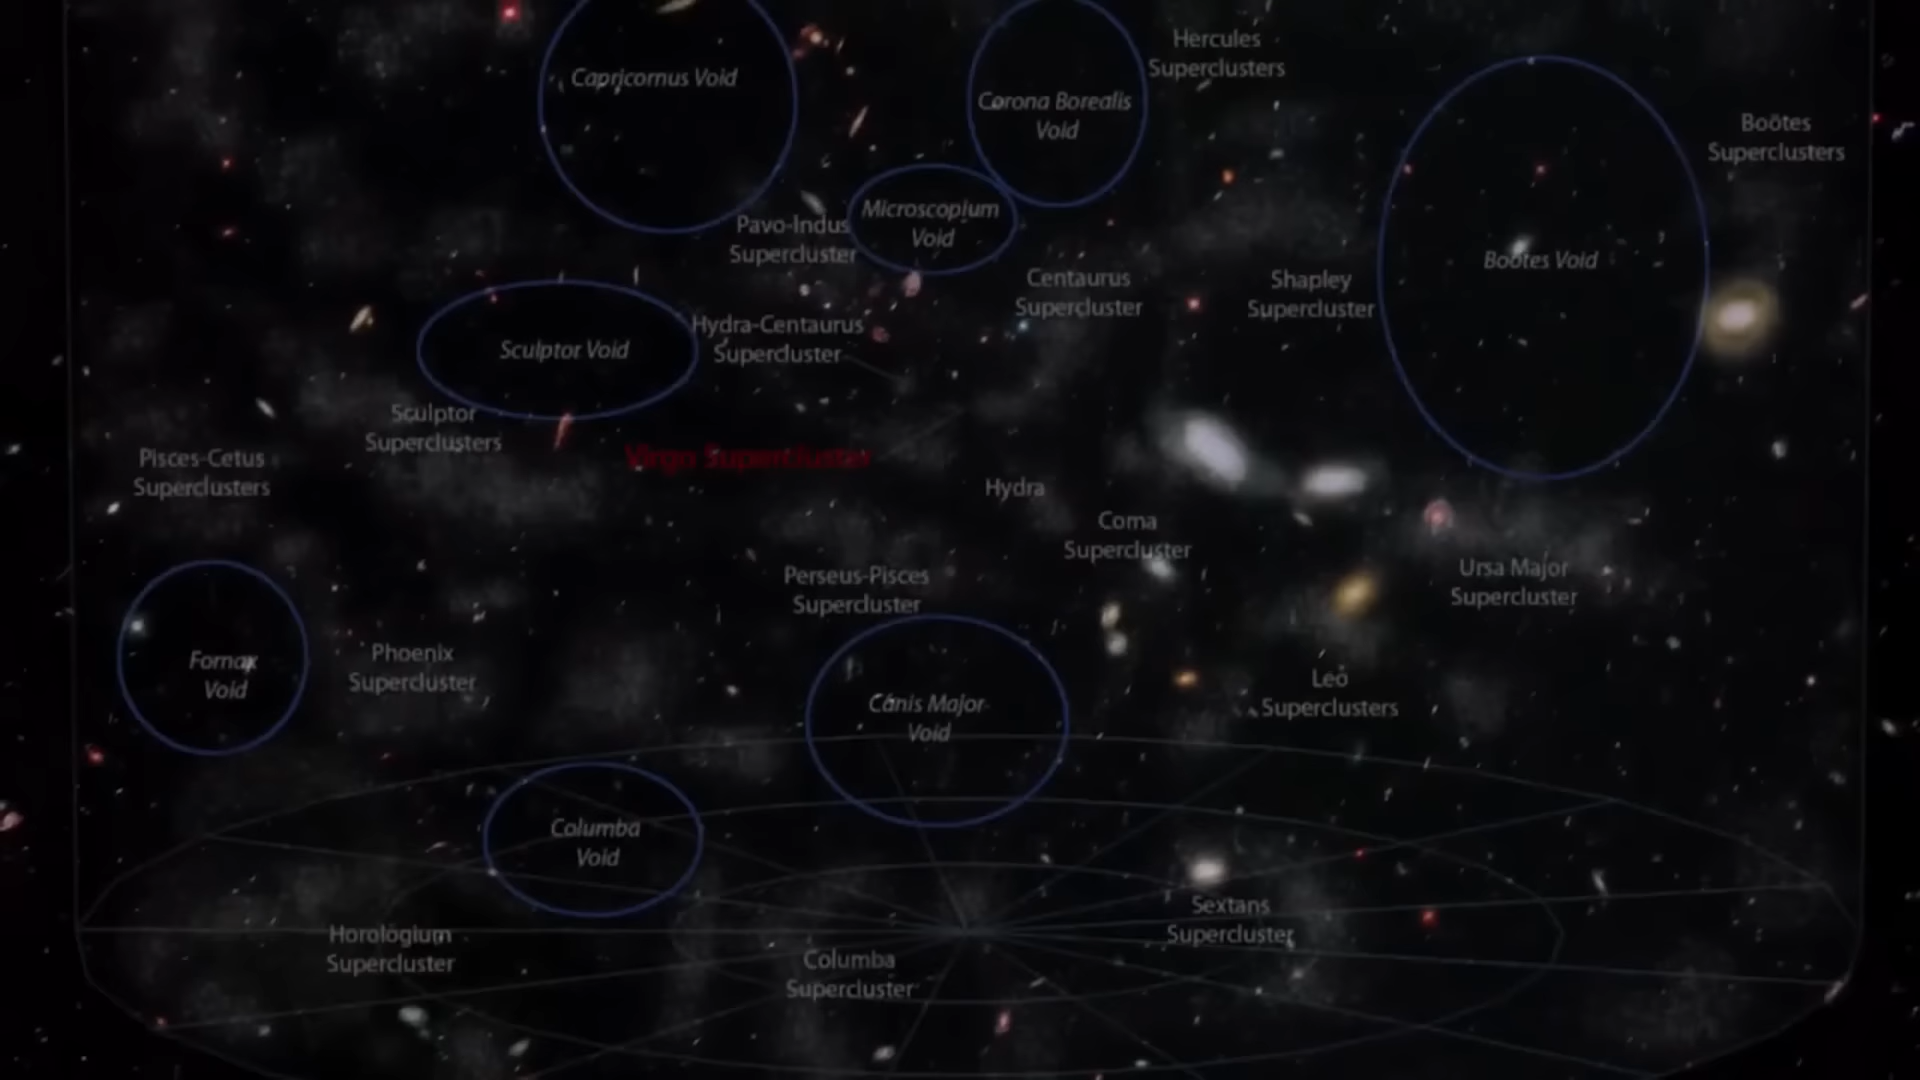 Hercules
Superclusters
Capricornus Void
Corona Borealis
Void
Boötes
Superclusters
Microscopium
Void
Pavo-Indus
Supercluster
Boötes Void
Centaurus
Supercluster
Shapley
Supercluster
Hydra-Centaurus
Supercluster
Sculptor Void
Sculptor
Superclusters
Virgo Supercluster
Pisces-Cetus
Superclusters
Hydra
Coma
Supercluster
Perseus-Pisces
Supercluster
Ursa Major
Supercluster
Fornax
Void
Phoenix
Supercluster
Leo
Superclusters
Canis Major
Void
Columba
Void
Sextans
Supercluster
Horologium
Supercluster
Columba
Supercluster